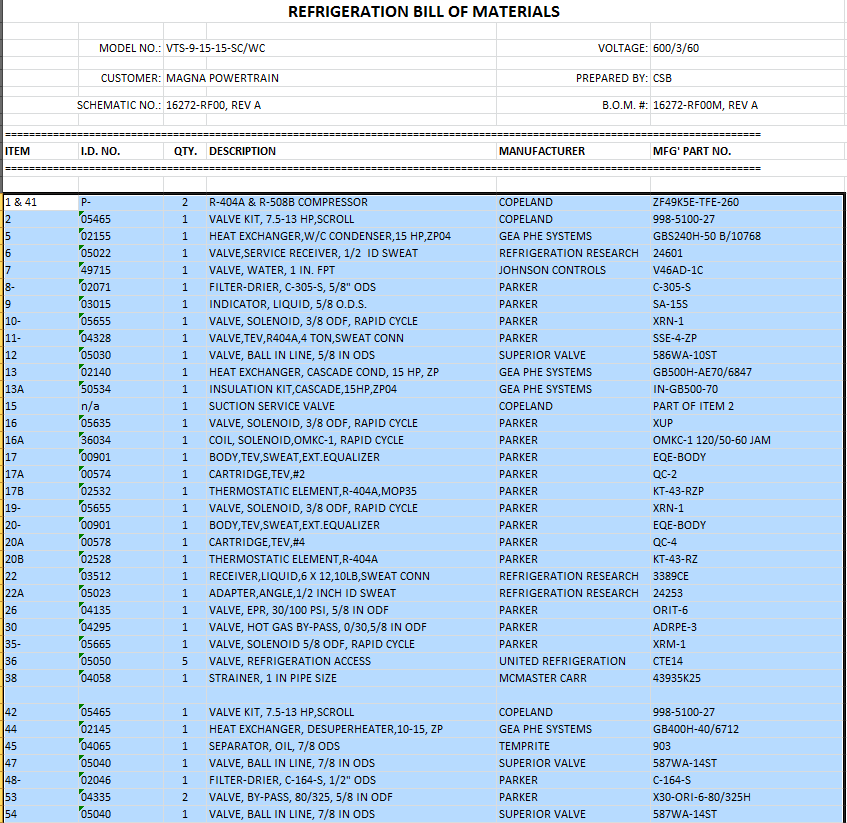 REFRIGERATION BILL OF MATERIALS
MODEL NO.: VTS-9-15-15-SC/WC VOLTAGE: 600/3/60
CUSTOMER: MAGNA POWERTRAIN PREPARED BY: CSB
SCHEMATIC NO.: 16272-RF00, REV A B.O.M. #: 16272-RF00M, REV A
ITEM I.D. NO. QTY. DESCRIPTION MANUFACTURER MFG' PART NO.
1 & 41 P- 2 R-404A & R-508B COMPRESSOR COPELAND ZF49K5E-TFE-260
2 05465 1 VALVE KIT, 7.5-13 HP,SCROLL COPELAND 998-5100-27
5 02155 1 HEAT EXCHANGER,W/C CONDENSER,15 HP,ZP04 GEA PHE SYSTEMS GBS240H-50 B/10768
6 05022 1 VALVE,SERVICE RECEIVER, 1/2 ID SWEAT REFRIGERATION RESEARCH 24601
7 49715 1 VALVE, WATER, 1 IN. FPT JOHNSON CONTROLS V46AD-1C
8- 02071 1 FILTER-DRIER, C-305-S, 5/8" ODS PARKER C-305-S
9 03015 1 INDICATOR, LIQUID, 5/8 O.D.S. PARKER SA-15S
10- 05655 1 VALVE, SOLENOID, 3/8 ODF, RAPID CYCLE PARKER XRN-1
11- 04328 1 VALVE,TEV,R404A,4 TON,SWEAT CONN PARKER SSE-4-ZP
12 05030 1 VALVE, BALL IN LINE, 5/8 IN ODS SUPERIOR VALVE 586WA-10ST
13 02140 1 HEAT EXCHANGER, CASCADE COND, 15 HP, ZP GEA PHE SYSTEMS GB500H-AE70/6847
13A 50534 1 INSULATION KIT,CASCADE,15HP,ZP04 GEA PHE SYSTEMS IN-GB500-70
15 n/a 1 SUCTION SERVICE VALVE COPELAND PART OF ITEM 2
16 05635 1 VALVE, SOLENOID, 3/8 ODF, RAPID CYCLE PARKER XUP
16A 36034 1 COIL, SOLENOID,OMKC-1, RAPID CYCLE PARKER OMKC-1 120/50-60 JAM
17 00901 1 BODY,TEV,SWEAT,EXT.EQUALIZER PARKER EQE-BODY
17A 00574 1 CARTRIDGE,TEV,#2 PARKER QC-2
17B 02532 1 THERMOSTATIC ELEMENT,R-404A,MOP35 PARKER KT-43-RZP
19- 05655 1 VALVE, SOLENOID, 3/8 ODF, RAPID CYCLE PARKER XRN-1
20- 00901 1 BODY,TEV,SWEAT,EXT.EQUALIZER PARKER EQE-BODY
20A 00578 1 CARTRIDGE,TEV,#4 PARKER QC-4
20B 02528 1 THERMOSTATIC ELEMENT,R-404A PARKER KT-43-RZ
22 03512 1 RECEIVER,LIQUID,6 X 12,10LB,SWEAT CONN REFRIGERATION RESEARCH 3389CE
22A 05023 1 ADAPTER,ANGLE,1/2 INCH ID SWEAT REFRIGERATION RESEARCH 24253
26 04135 1 VALVE, EPR, 30/100 PSI, 5/8 IN ODF PARKER ORIT-6
30 04295 1 VALVE, HOT GAS BY-PASS, 0/30,5/8 IN ODF PARKER ADRPE-3
35- 05665 1 VALVE, SOLENOID 5/8 ODF, RAPID CYCLE PARKER XRM-1
36 05050 5 VALVE, REFRIGERATION ACCESS UNITED REFRIGERATION CTE14
38 04058 1 STRAINER, 1 IN PIPE SIZE MCMASTER CARR 43935K25
42 05465 1 VALVE KIT, 7.5-13 HP,SCROLL COPELAND 998-5100-27
44 02145 1 HEAT EXCHANGER, DESUPERHEATER,10-15, ZP GEA PHE SYSTEMS GB400H-40/6712
45 04065 1 SEPARATOR, OIL, 7/8 ODS TEMPRITE 903
47 05040 1 VALVE, BALL IN LINE, 7/8 IN ODS SUPERIOR VALVE 587WA-14ST
48- 02046 1 FILTER-DRIER, C-164-S, 1/2" ODS PARKER C-164-S
53 04335 2 VALVE, BY-PASS, 80/325, 5/8 IN ODF PARKER X30-ORI-6-80/325H
54 05040 1 VALVE, BALL IN LINE, 7/8 IN ODS SUPERIOR VALVE 587WA-14ST